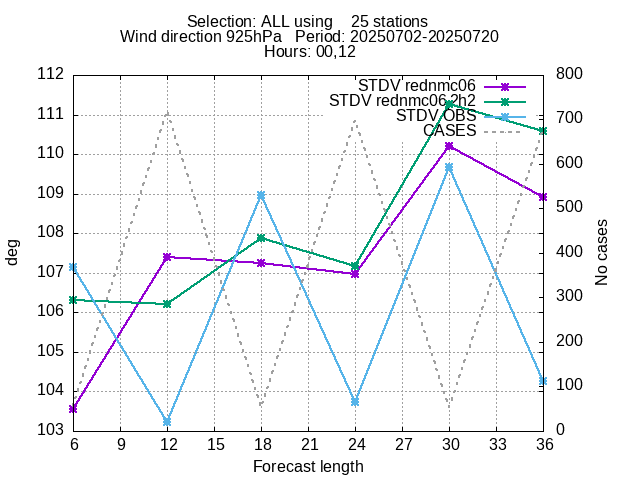 Selection: ALL using    25 stations
Wind direction 925hPa   Period: 20250702-20250720
Hours: 00,12
STDV rednmc06
STDV rednmc06.2h2
STDV OBS
CASES
112
111
110
109
108
107
106
105
104
103
deg
800
700
600
500
400
300
200
100
0
No cases
6 9 12 15 18 21 24 27 30 33 36
Forecast length